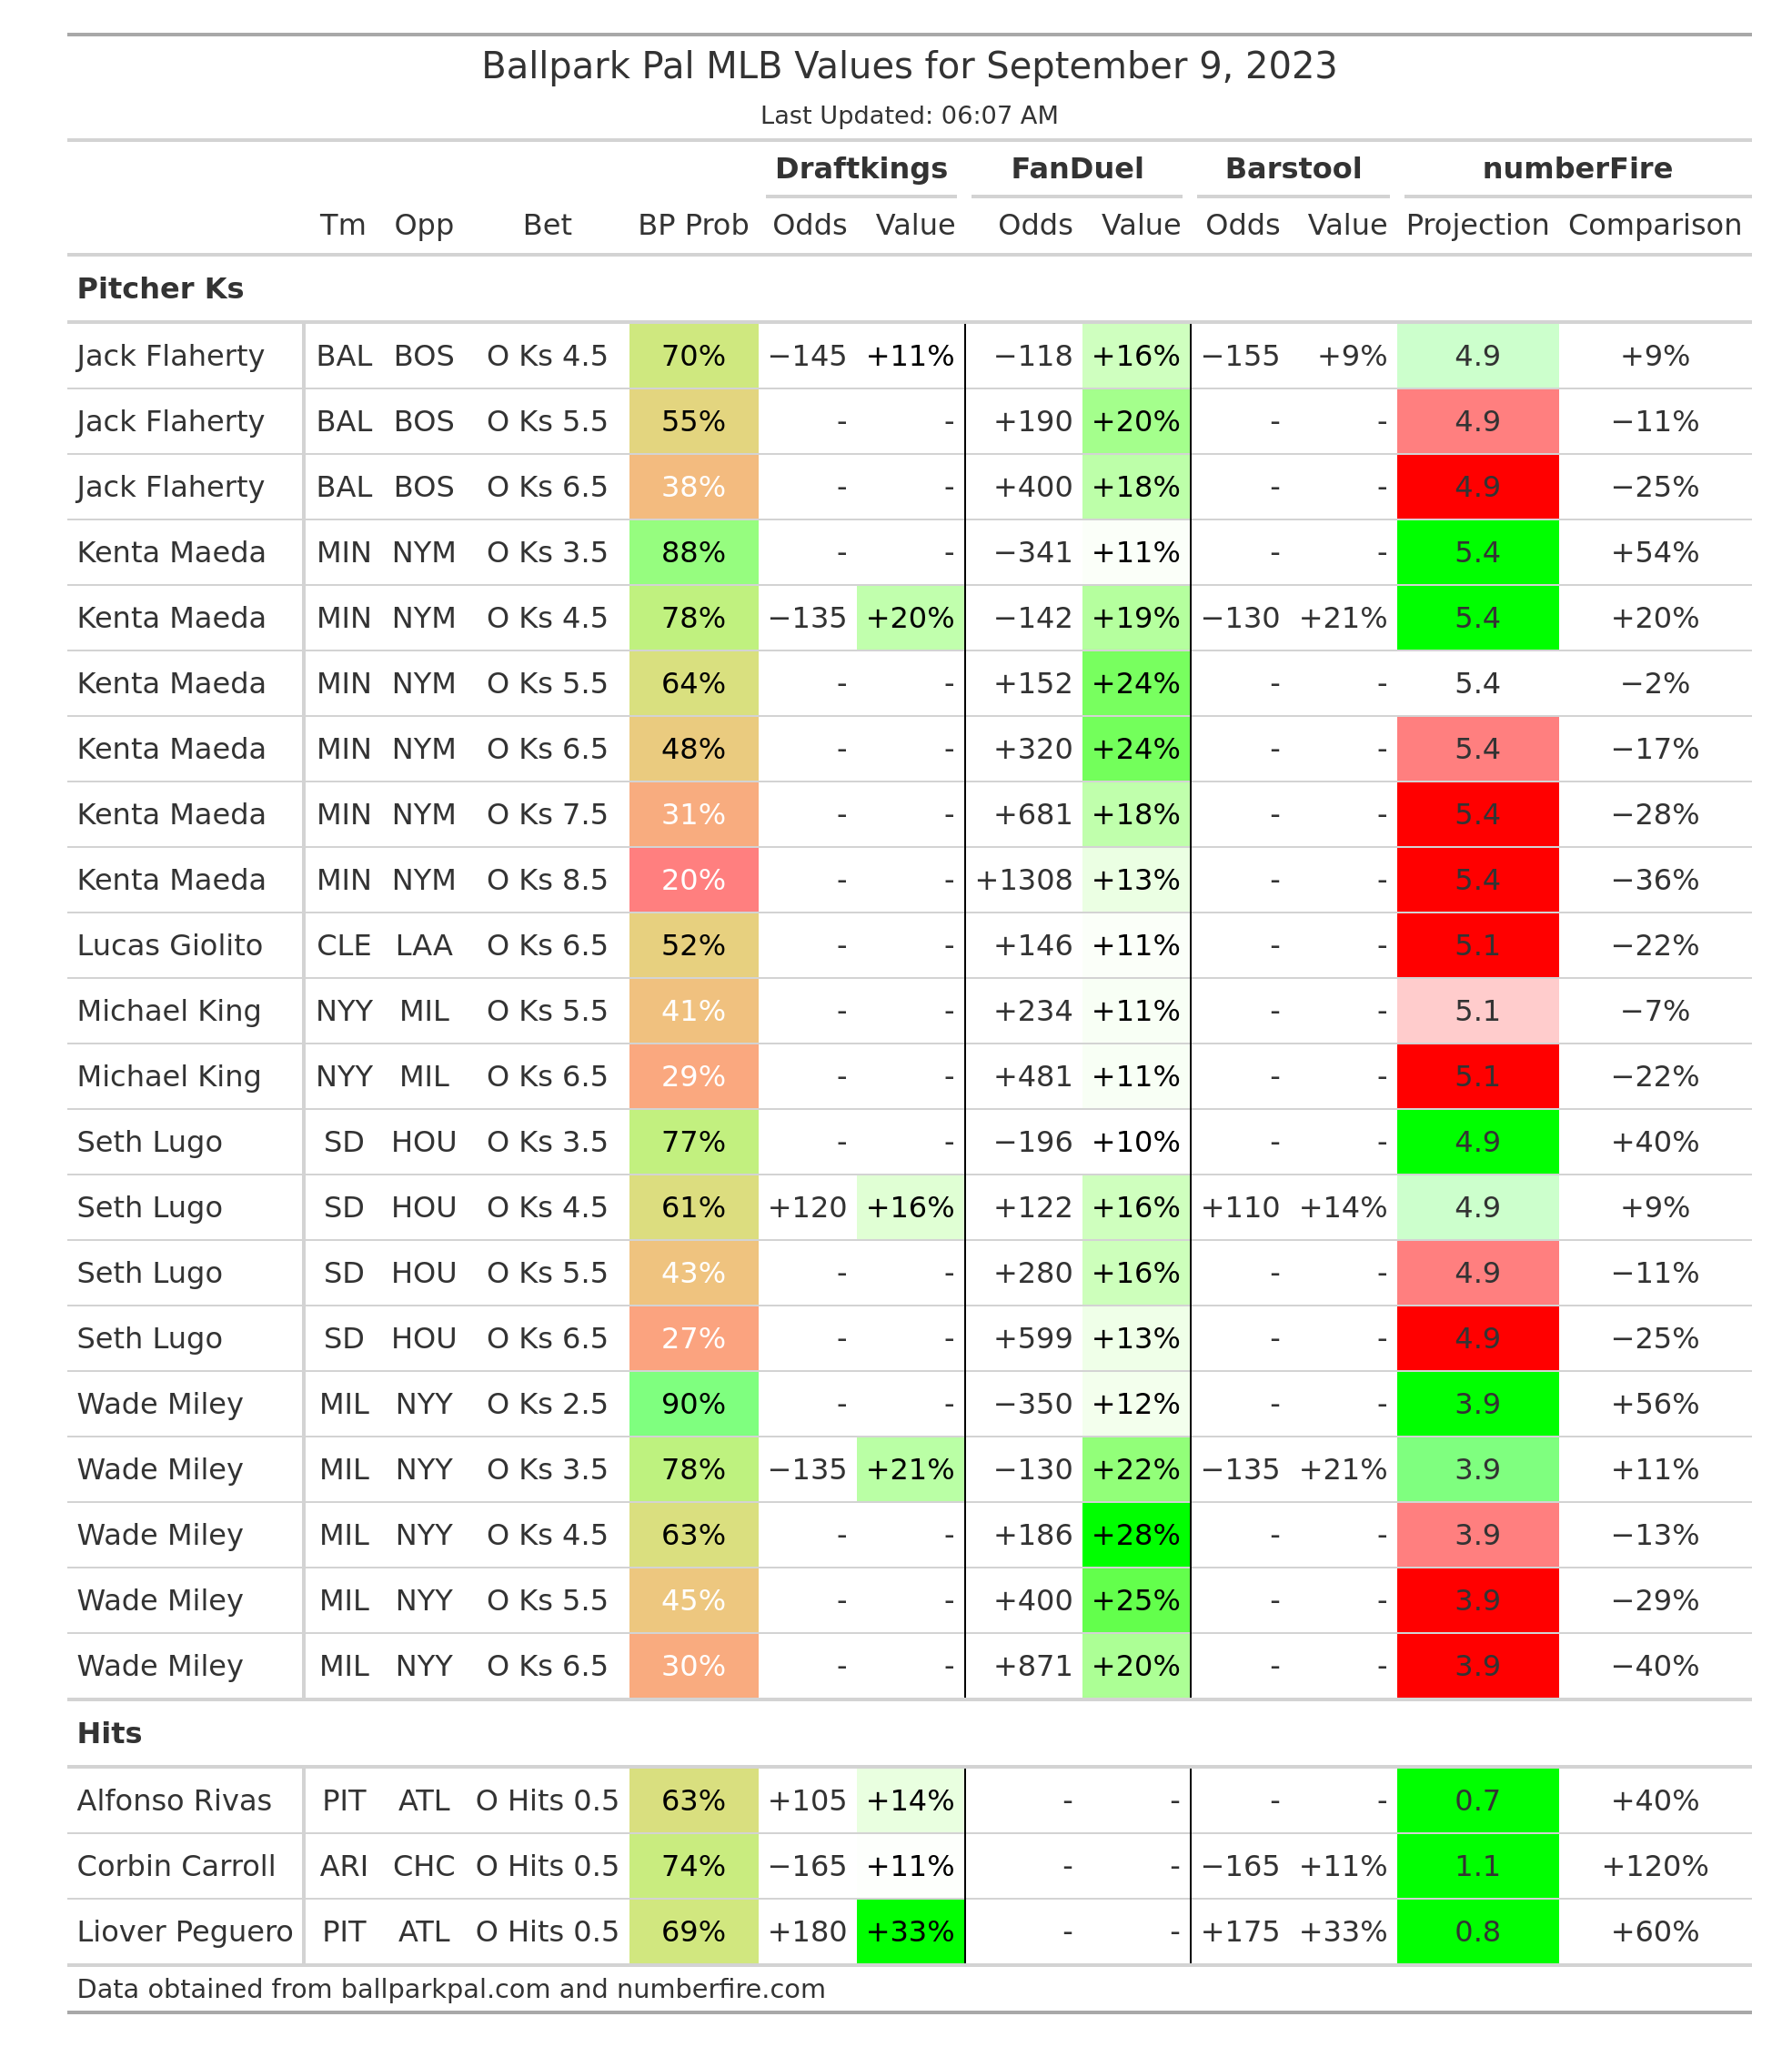 Ballpark Pal MLB Values for September 9, 2023
Last Updated: 06:07 AM
Draftkings FanDuel Barstool numberFire
Tm Opp Bet BP Prob Odds Value Odds Value Odds Value Projection Comparison
Pitcher Ks
Jack Flaherty BAL BOS O Ks 4.5 70% −145 +11% −118 +16% −155 +9% 4.9 +9%
Jack Flaherty BAL BOS O Ks 5.5 55% - - +190 +20% - - 4.9 −11%
Jack Flaherty BAL BOS O Ks 6.5 38% - - +400 +18% - - 4.9 −25%
Kenta Maeda MIN NYM O Ks 3.5 88% - - −341 +11% - - 5.4 +54%
Kenta Maeda MIN NYM O Ks 4.5 78% −135 +20% −142 +19% −130 +21% 5.4 +20%
Kenta Maeda MIN NYM O Ks 5.5 64% - - +152 +24% - - 5.4 −2%
Kenta Maeda MIN NYM O Ks 6.5 48% - - +320 +24% - - 5.4 −17%
Kenta Maeda MIN NYM O Ks 7.5 31% - - +681 +18% - - 5.4 −28%
Kenta Maeda MIN NYM O Ks 8.5 20% - - +1308 +13% - - 5.4 −36%
Lucas Giolito CLE LAA O Ks 6.5 52% - - +146 +11% - - 5.1 −22%
Michael King NYY MIL O Ks 5.5 41% - - +234 +11% - - 5.1 −7%
Michael King NYY MIL O Ks 6.5 29% - - +481 +11% - - 5.1 −22%
Seth Lugo SD HOU O Ks 3.5 77% - - −196 +10% - - 4.9 +40%
Seth Lugo SD HOU O Ks 4.5 61% +120 +16% +122 +16% +110 +14% 4.9 +9%
Seth Lugo SD HOU O Ks 5.5 43% - - +280 +16% - - 4.9 −11%
Seth Lugo SD HOU O Ks 6.5 27% - - +599 +13% - - 4.9 −25%
Wade Miley MIL NYY O Ks 2.5 90% - - −350 +12% - - 3.9 +56%
Wade Miley MIL NYY O Ks 3.5 78% −135 +21% −130 +22% −135 +21% 3.9 +11%
Wade Miley MIL NYY O Ks 4.5 63% - - +186 +28% - - 3.9 −13%
Wade Miley MIL NYY O Ks 5.5 45% - - +400 +25% - - 3.9 −29%
Wade Miley MIL NYY O Ks 6.5 30% - - +871 +20% - - 3.9 −40%
Hits
Alfonso Rivas PIT ATL O Hits 0.5 63% +105 +14% - - - - 0.7 +40%
Corbin Carroll ARI CHC O Hits 0.5 74% −165 +11% - - −165 +11% 1.1 +120%
Liover Peguero PIT ATL O Hits 0.5 69% +180 +33% - - +175 +33% 0.8 +60%
Data obtained from ballparkpal.com and numberfire.com